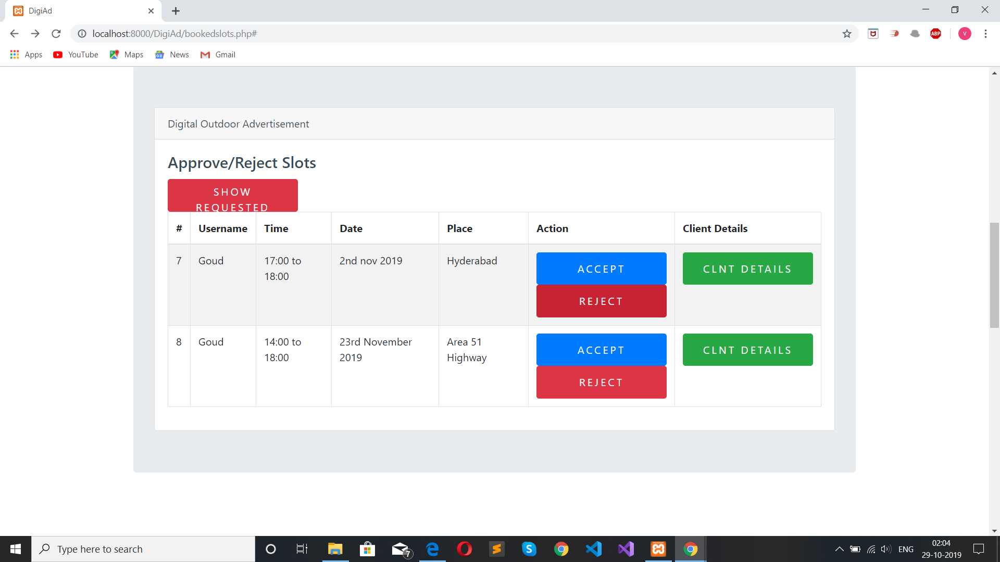 DigiAd
localhost:8000/DigiAd/bookedslots.php#
ABP
V
Apps YouTube Maps News Gmail
Digital Outdoor Advertisement
Approve/Reject Slots
SHOW
REQUESTED
# Username Time Date Place Action Client Details
7 Goud 17:00 to 2nd nov 2019 Hyderabad ACCEPT CLNT DETAILS
18:00
REJECT
8 Goud 14:00 to 23rd November Area 51 ACCEPT CLNT DETAILS
18:00 2019 Highway
REJECT
Type here to search
7
ENG
02:04
29-10-2019